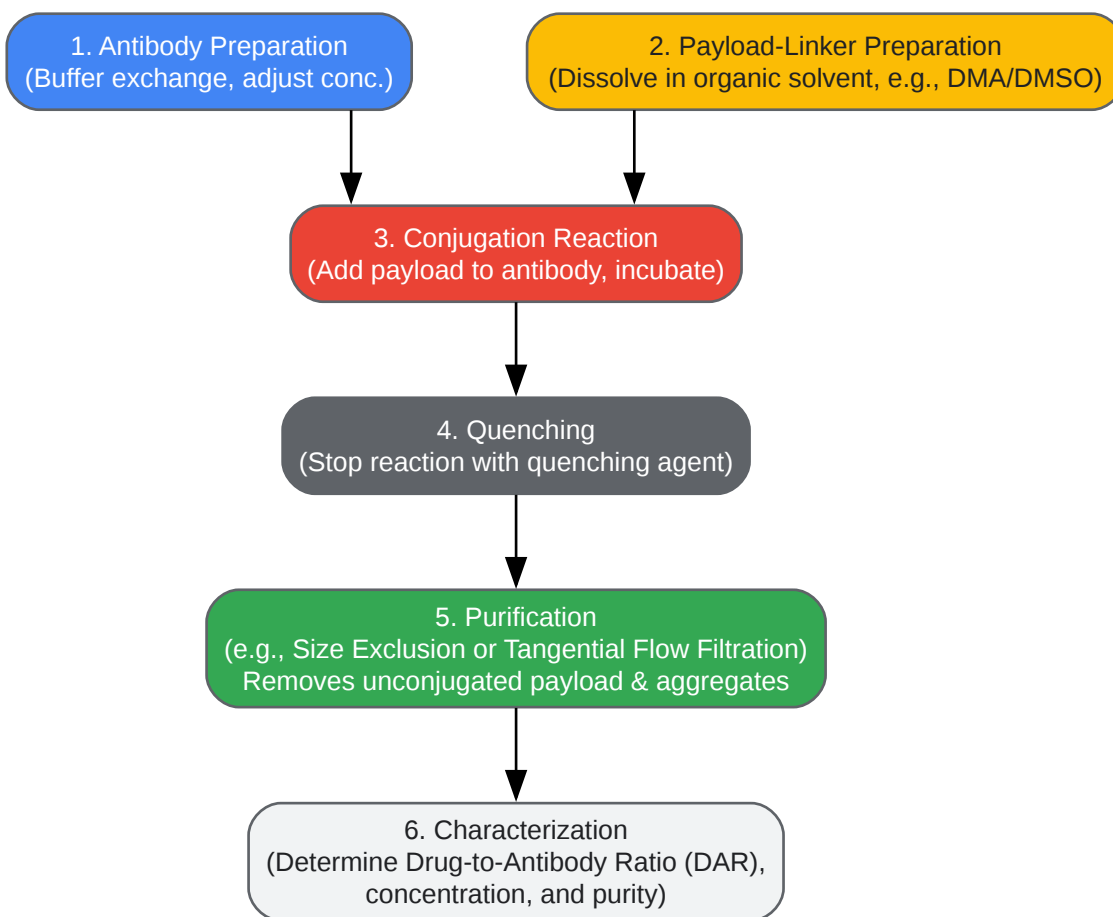 1. Antibody Preparation
(Buffer exchange, adjust conc.)
2. Payload-Linker Preparation
(Dissolve in organic solvent, e.g., DMA/DMSO)
3. Conjugation Reaction
(Add payload to antibody, incubate)
4. Quenching
(Stop reaction with quenching agent)
5. Purification
(e.g., Size Exclusion or Tangential Flow Filtration)
Removes unconjugated payload & aggregates
6. Characterization
(Determine Drug-to-Antibody Ratio (DAR),
concentration, and purity)